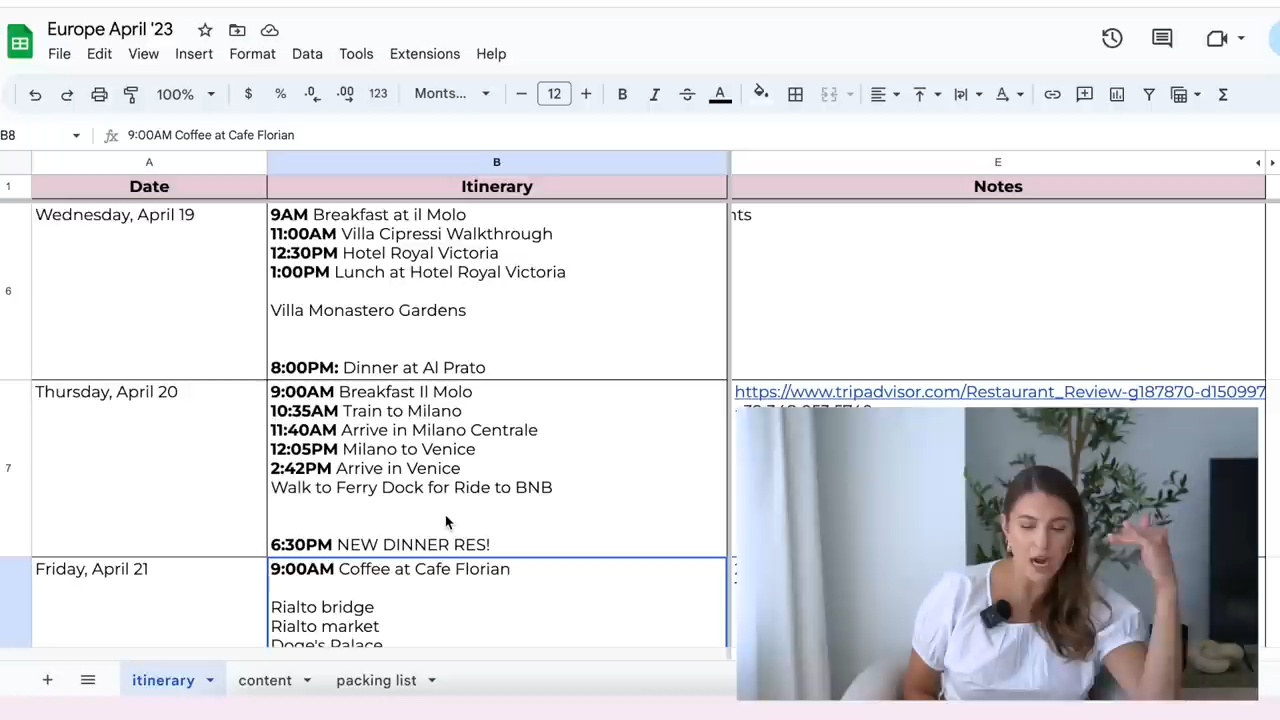 Europe April '23
File Edit View Insert Format Data Tools Extensions Help
100% $ % .0 .00 123 Monts... − 12 + B I A Σ
B8 fx 9:00AM Coffee at Cafe Florian
A B E
1 Date Itinerary Notes
6 Wednesday, April 19
9AM Breakfast at il Molo
11:00AM Villa Cipressi Walkthrough
12:30PM Hotel Royal Victoria
1:00PM Lunch at Hotel Royal Victoria
Villa Monastero Gardens
8:00PM: Dinner at Al Prato
nts
7 Thursday, April 20
9:00AM Breakfast Il Molo
10:35AM Train to Milano
11:40AM Arrive in Milano Centrale
12:05PM Milano to Venice
2:42PM Arrive in Venice
Walk to Ferry Dock for Ride to BNB
6:30PM NEW DINNER RES!
https://www.tripadvisor.com/Restaurant_Review-g187870-d150997
Friday, April 21
9:00AM Coffee at Cafe Florian
Rialto bridge
Rialto market
Doge's Palace
+ itinerary content packing list